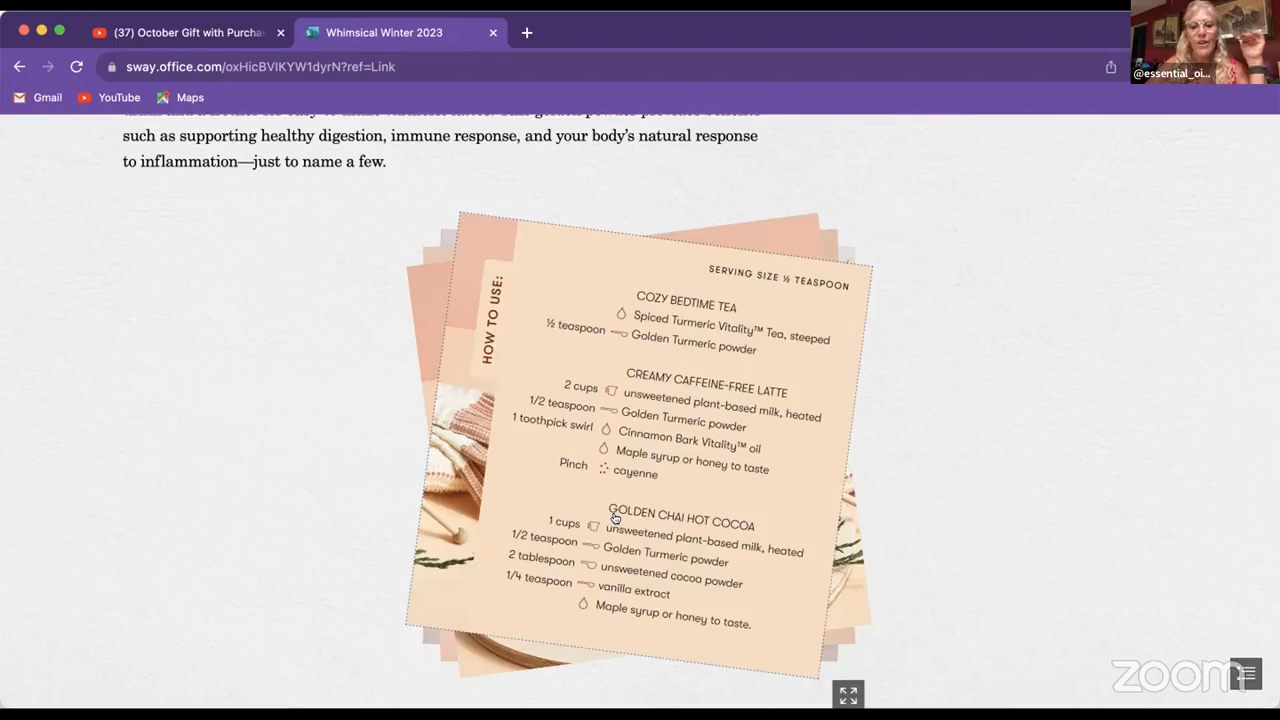 (37) October Gift with Purcha
Whimsical Winter 2023
sway.office.com/oxHicBVlKYW1dyrN?ref=Link
Gmail
YouTube
Maps
@essential_oi...
such as supporting healthy digestion, immune response, and your body's natural response
to inflammation—just to name a few.
HOW TO USE:
SERVING SIZE ½ TEASPOON
COZY BEDTIME TEA
Spiced Turmeric Vitality™ Tea, steeped
½ teaspoon Golden Turmeric powder
CREAMY CAFFEINE-FREE LATTE
2 cups unsweetened plant-based milk, heated
1/2 teaspoon Golden Turmeric powder
1 toothpick swirl Cinnamon Bark Vitality™ oil
Maple syrup or honey to taste
Pinch cayenne
GOLDEN CHAI HOT COCOA
1 cups unsweetened plant-based milk, heated
1/2 teaspoon Golden Turmeric powder
2 tablespoon unsweetened cocoa powder
1/4 teaspoon vanilla extract
Maple syrup or honey to taste.
zoom